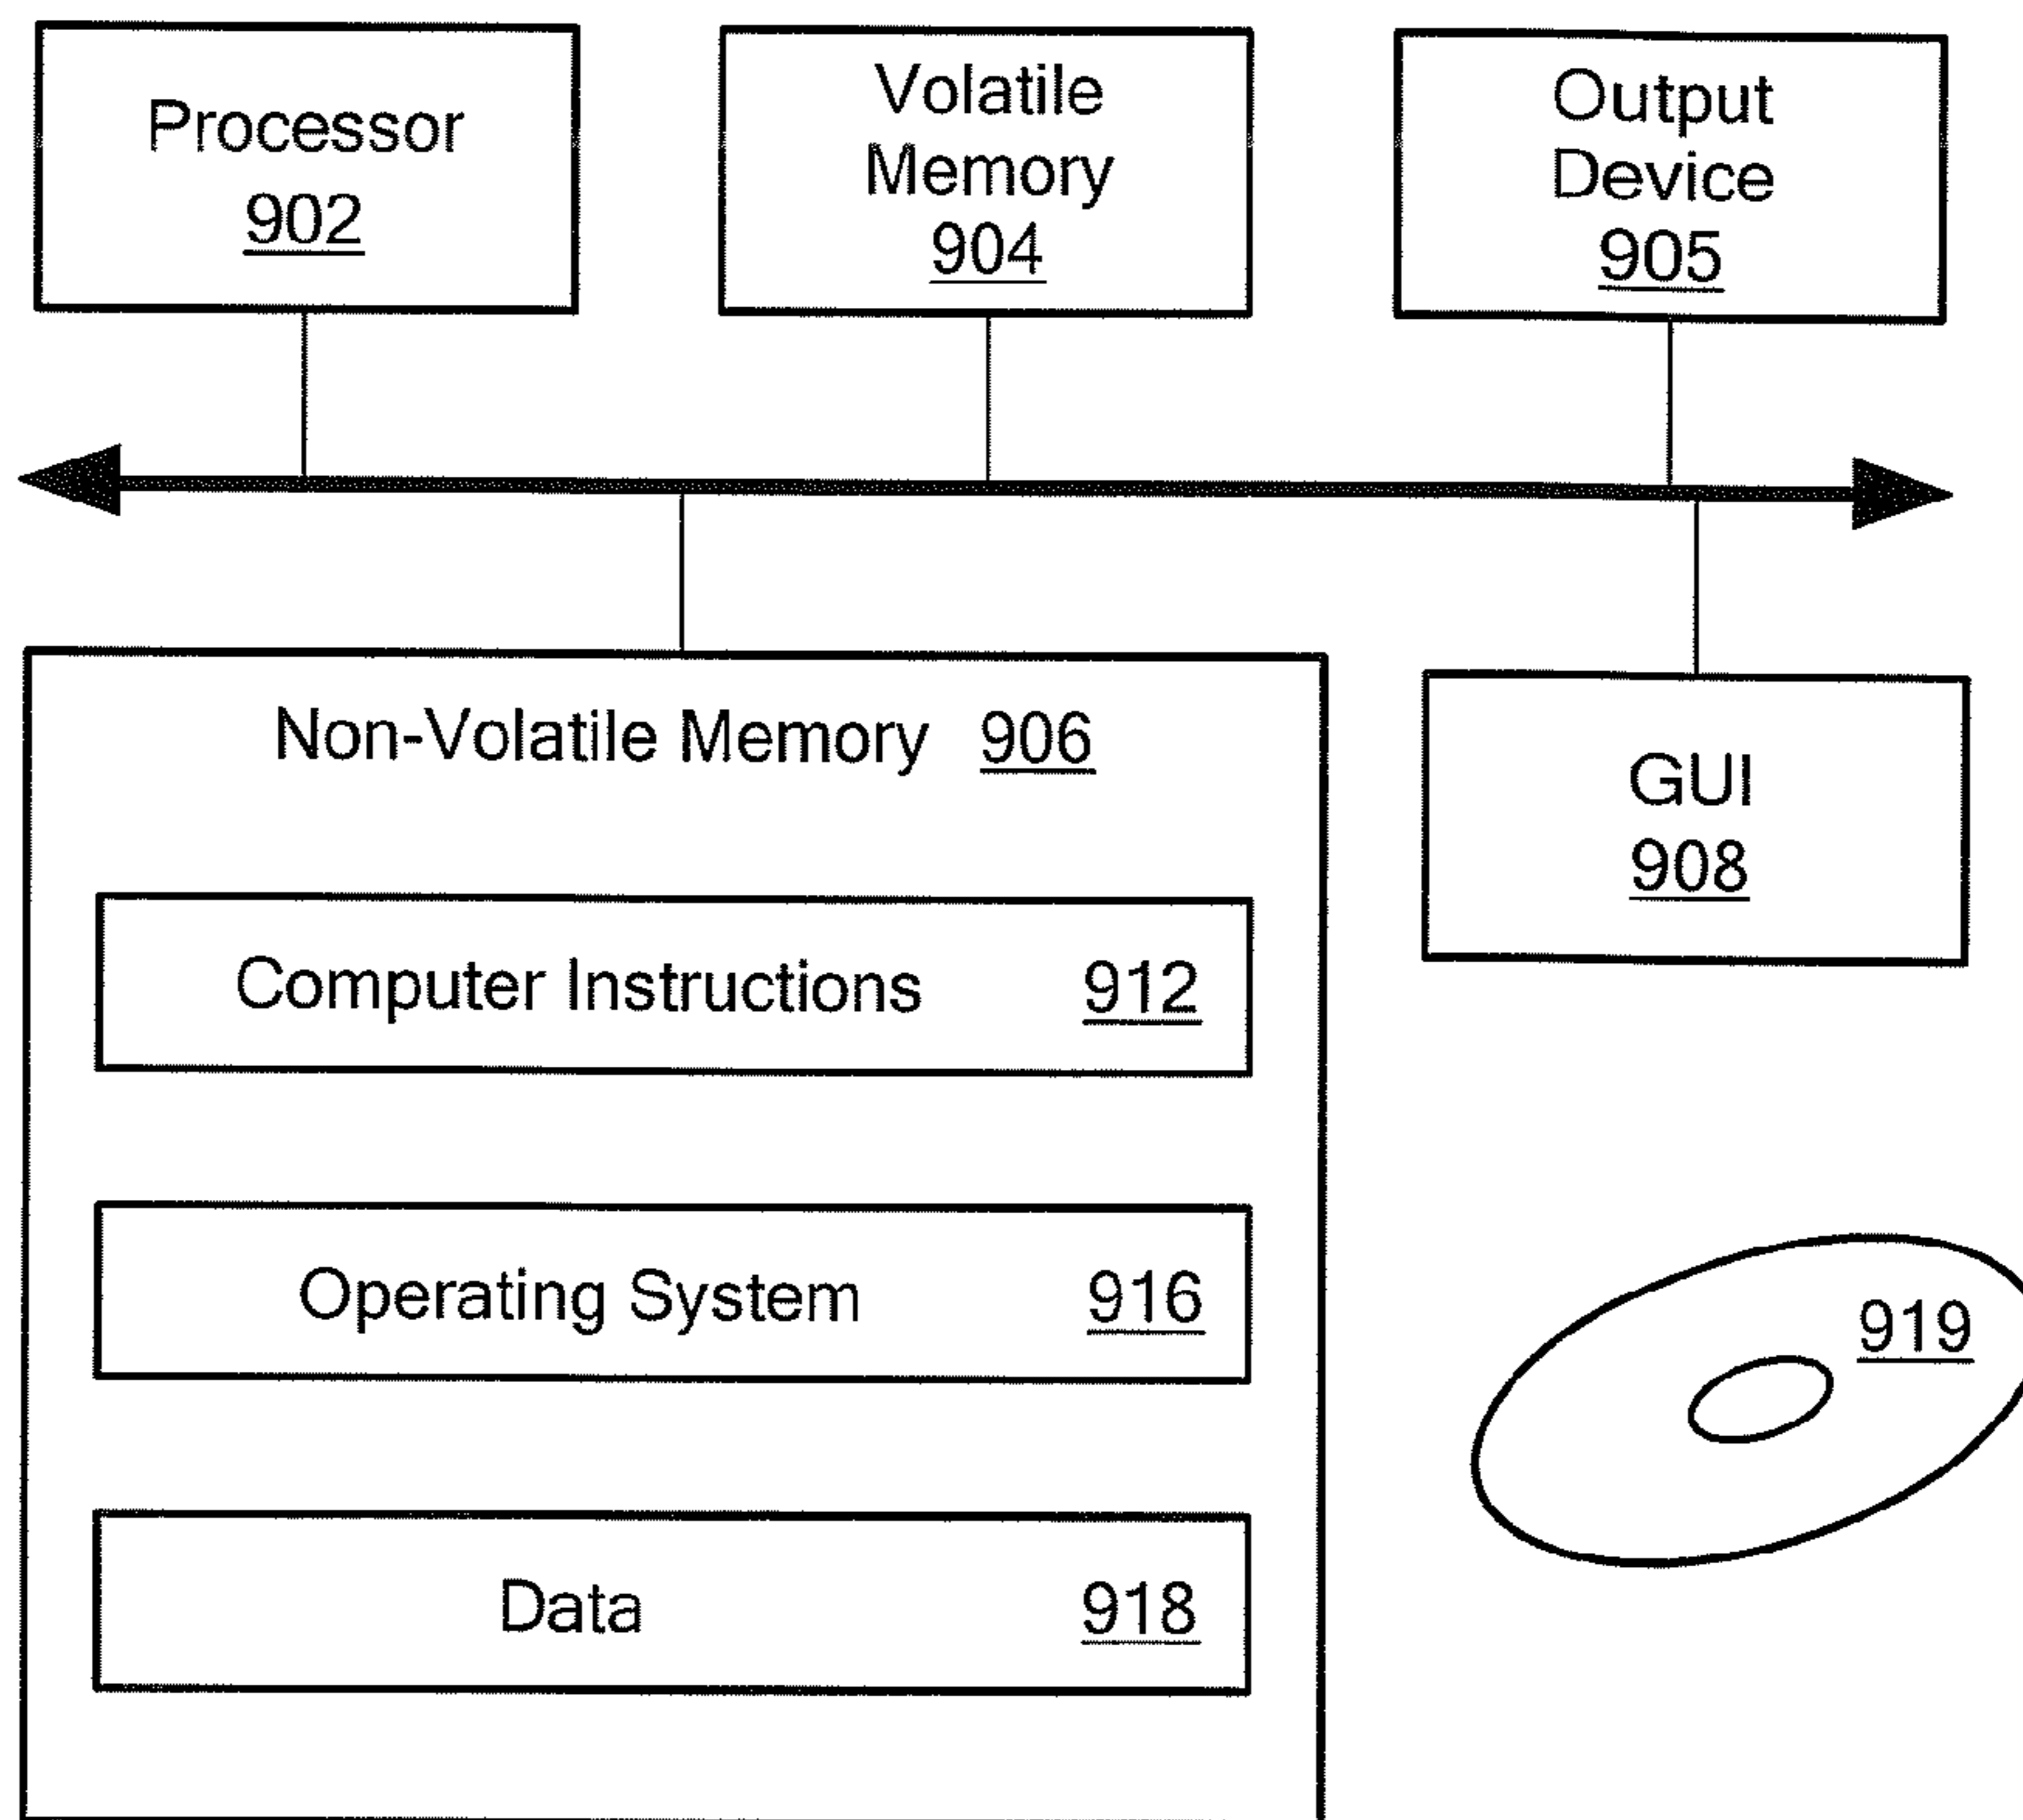 Processor
902
Volatile
Memory
904
Output
Device
905
Non-Volatile Memory 906
GUI
908
Computer Instructions 912
Operating System 916
919
Data 918